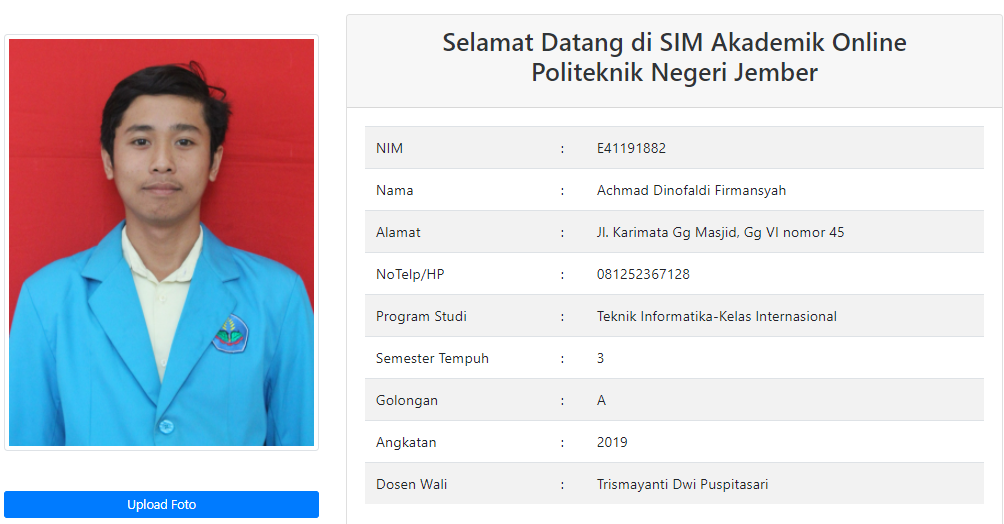 Selamat Datang di SIM Akademik Online
Politeknik Negeri Jember
NIM : E41191882
Nama : Achmad Dinofaldi Firmansyah
Alamat : Jl. Karimata Gg Masjid, Gg VI nomor 45
NoTelp/HP : 081252367128
Program Studi : Teknik Informatika-Kelas Internasional
Semester Tempuh : 3
Golongan : A
Angkatan : 2019
Dosen Wali : Trismayanti Dwi Puspitasari
Upload Foto